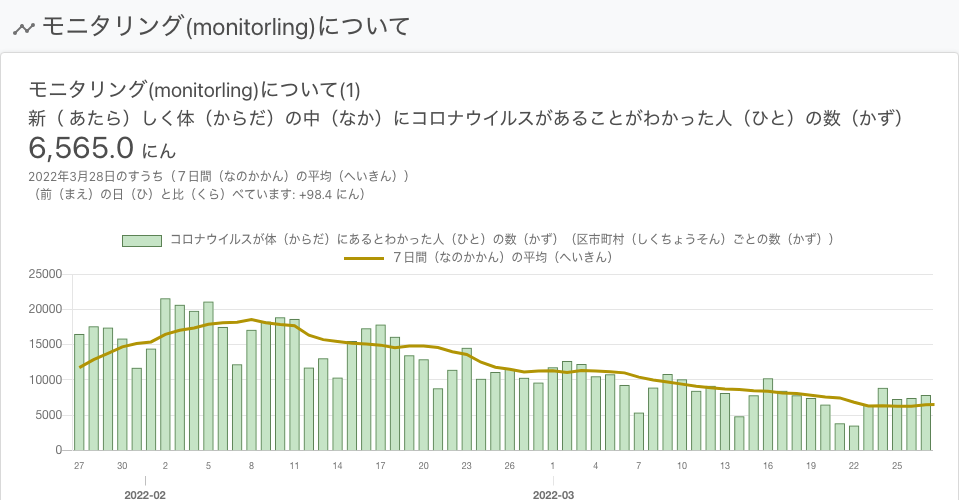 モニタリング(monitorling)について
モニタリング(monitorling)について(1)
新（ あたら）しく体（からだ）の中（なか）にコロナウイルスがあることがわかった人（ひと）の数（かず）
6,565.0 にん
2022年3月28日のすうち（７日間（なのかかん）の平均（へいきん））
（前（まえ）の日（ひ）と比（くら）べています: +98.4 にん）
コロナウイルスが体（からだ）にあるとわかった人（ひと）の数（かず）（区市町村（しくちょうそん）ごとの数（かず））
７日間（なのかかん）の平均（へいきん）
25000
20000
15000
10000
5000
0
27 30 2 5 8 11 14 17 20 23 26 1 4 7 10 13 16 19 22 25
2022-02 2022-03